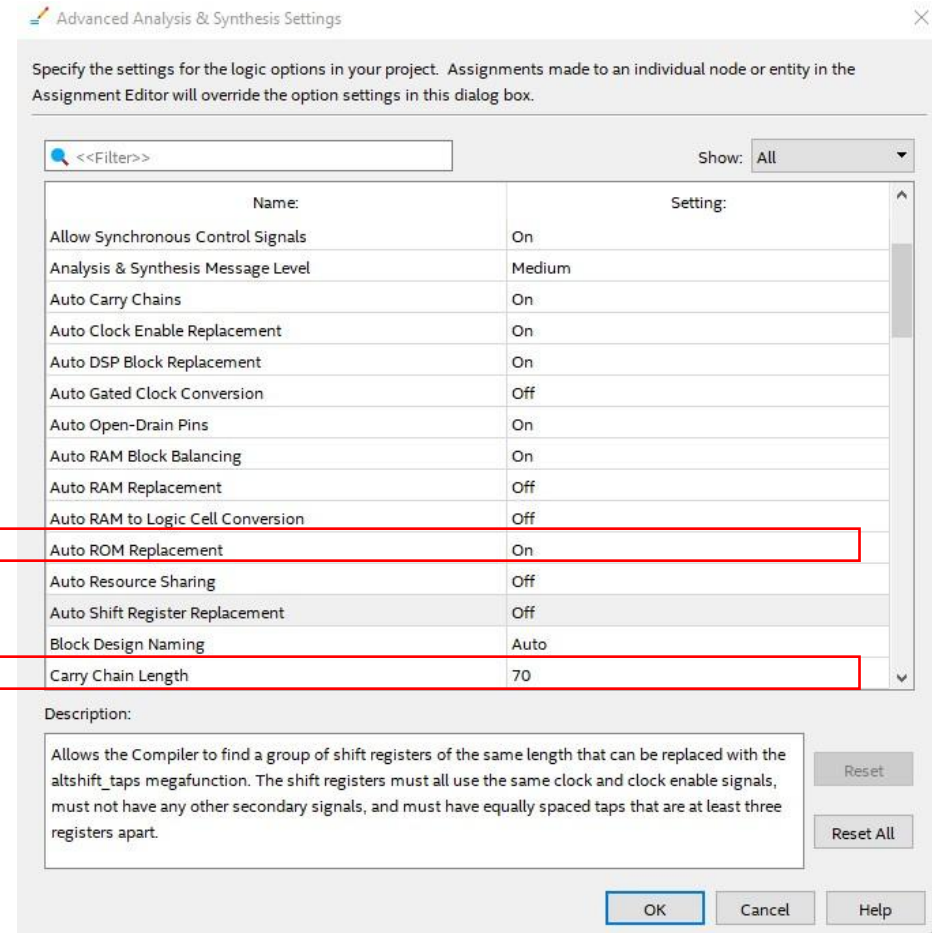 Advanced Analysis & Synthesis Settings
Specify the settings for the logic options in your project. Assignments made to an individual node or entity in the
Assignment Editor will override the option settings in this dialog box.
<<Filter>>
Show: All
Name: Setting:
Allow Synchronous Control Signals On
Analysis & Synthesis Message Level Medium
Auto Carry Chains On
Auto Clock Enable Replacement On
Auto DSP Block Replacement On
Auto Gated Clock Conversion Off
Auto Open-Drain Pins On
Auto RAM Block Balancing On
Auto RAM Replacement Off
Auto RAM to Logic Cell Conversion Off
Auto ROM Replacement On
Auto Resource Sharing Off
Auto Shift Register Replacement Off
Block Design Naming Auto
Carry Chain Length 70
Description:
Allows the Compiler to find a group of shift registers of the same length that can be replaced with the
altshift_taps megafunction. The shift registers must all use the same clock and clock enable signals,
must not have any other secondary signals, and must have equally spaced taps that are at least three
registers apart.
Reset
Reset All
OK Cancel Help